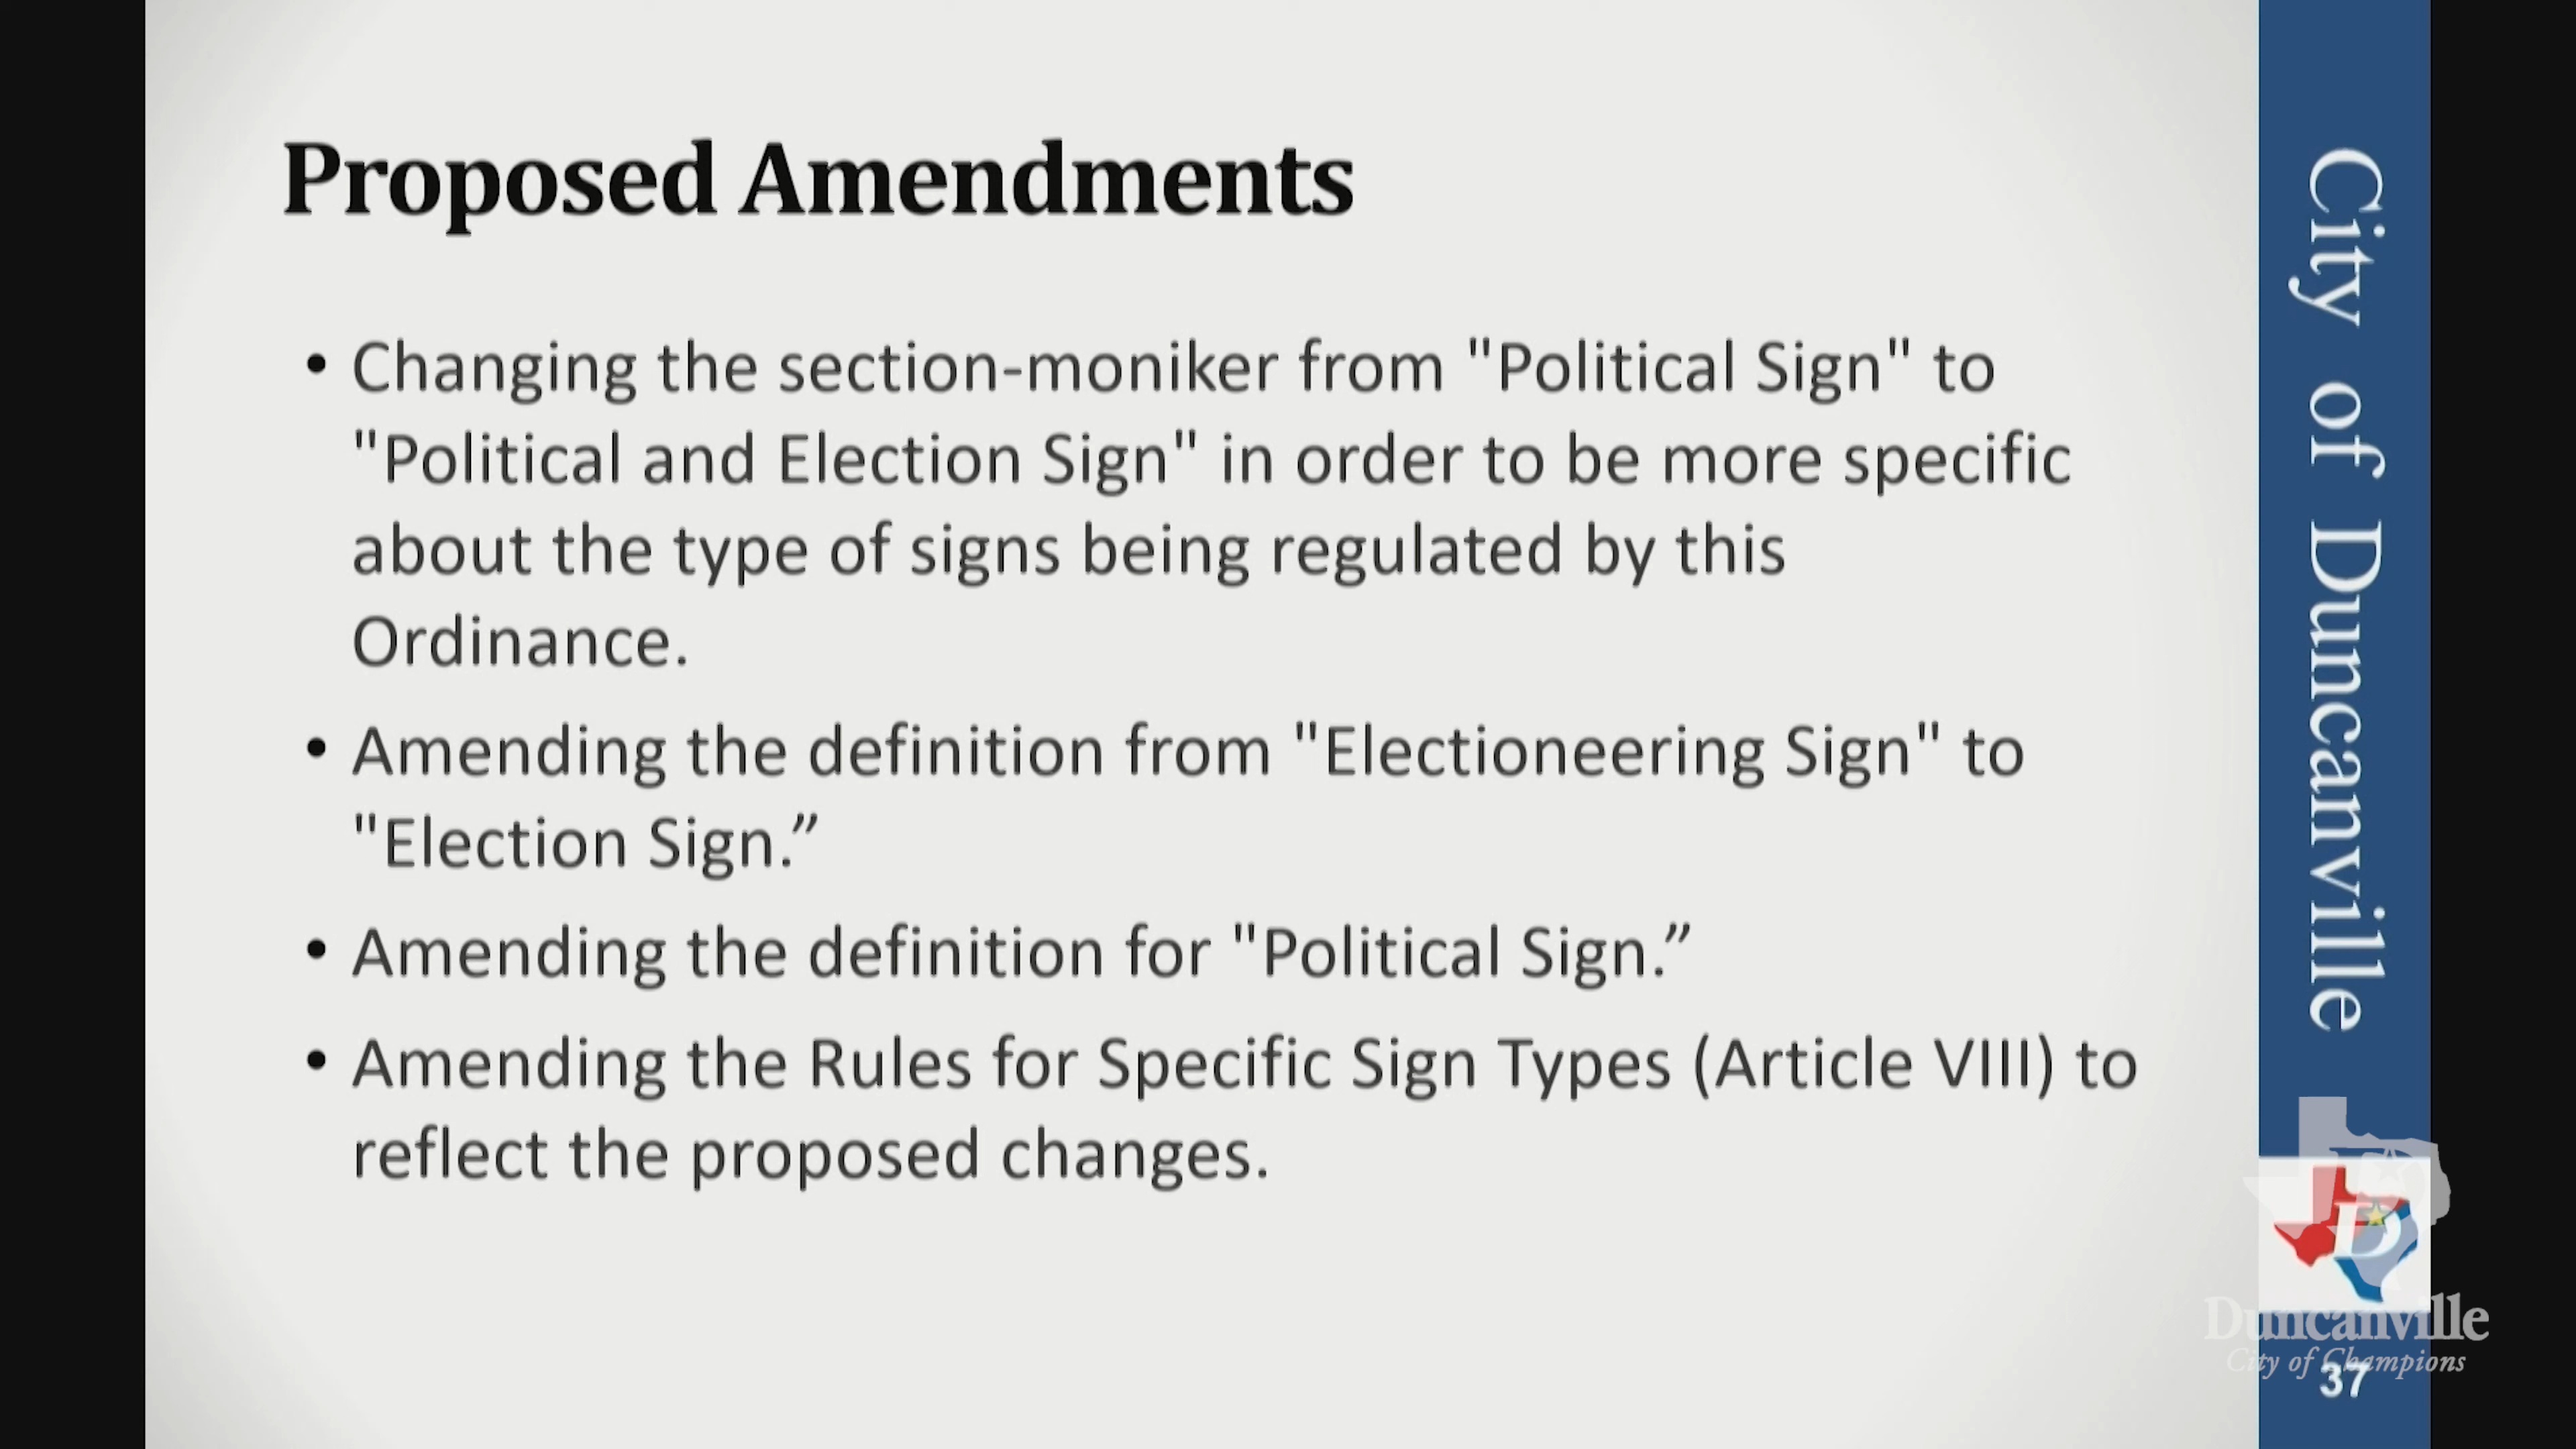 Proposed Amendments
• Changing the section-moniker from "Political Sign" to
"Political and Election Sign" in order to be more specific
about the type of signs being regulated by this
Ordinance.
• Amending the definition from "Electioneering Sign" to
"Election Sign.”
• Amending the definition for "Political Sign.”
• Amending the Rules for Specific Sign Types (Article VIII) to
reflect the proposed changes.
City of Duncanville
D
Duncanville
City of Champions
37